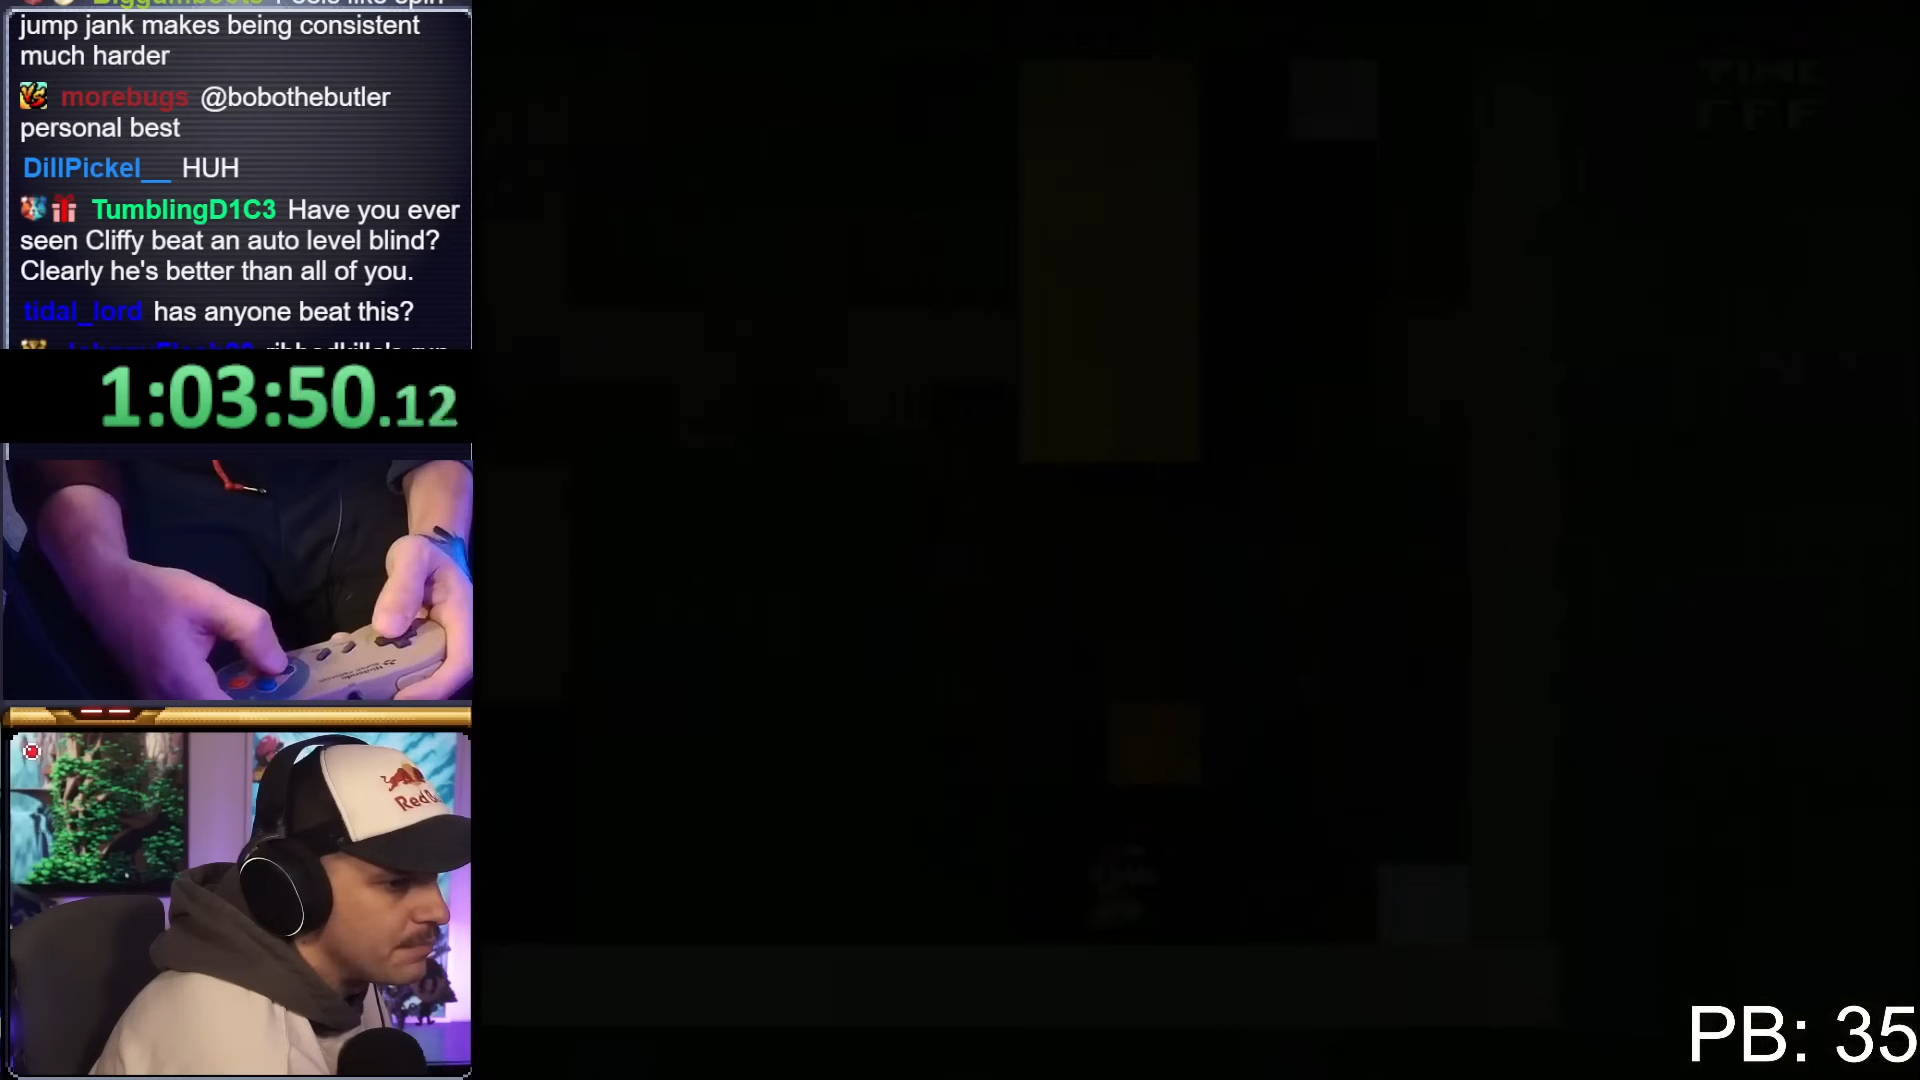 jump jank makes being consistent
much harder
morebugs @bobothebutler
personal best
DillPickel__ HUH
TumblingD1C3 Have you ever
seen Cliffy beat an auto level blind?
Clearly he's better than all of you.
tidal_lord has anyone beat this?
1:03:50.12
TIME
PB: 35